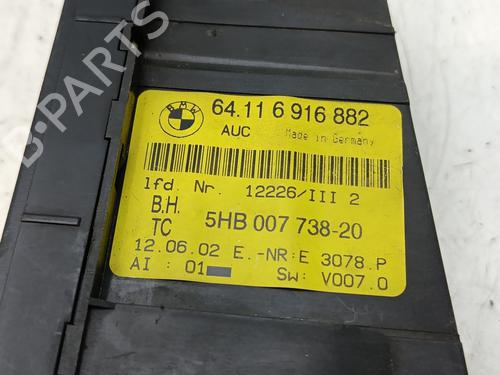 BMW
64.11 6 916 882
AUC Made in Germany
lfd. Nr. 12226/III 2
B.H. 5HB 007 738-20
TC
12.06.02 E.-NR:E 3078.P
AI : 01 SW: V007.0
B-PARTS